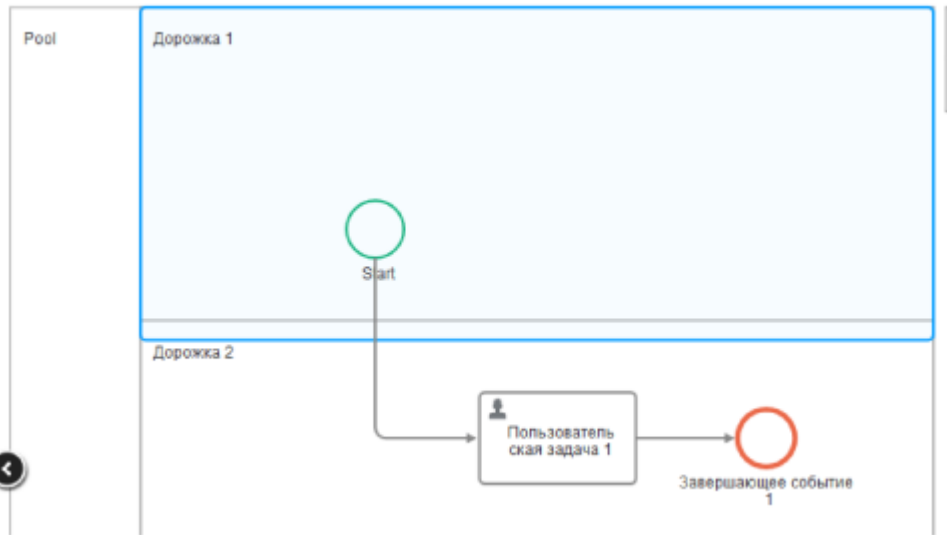 Pool
Дорожка 1
Start
Дорожка 2
Пользователь
ская задача 1
Завершающее событие
1